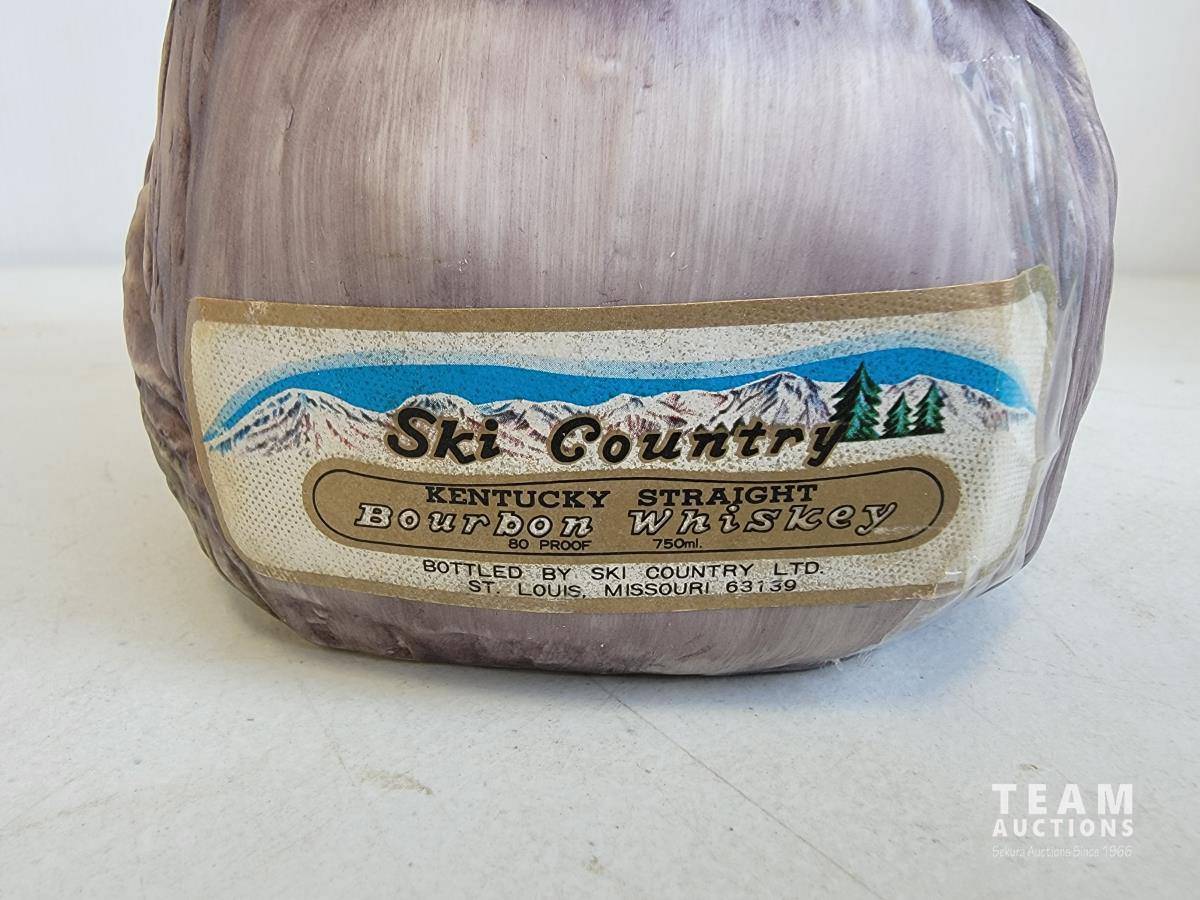 Ski Country
KENTUCKY STRAIGHT
Bourbon Whiskey
80 PROOF 750ml.
BOTTLED BY SKI COUNTRY LTD.
ST. LOUIS, MISSOURI 63139
TEAM
AUCTIONS
Sekura Auctions Since 1966